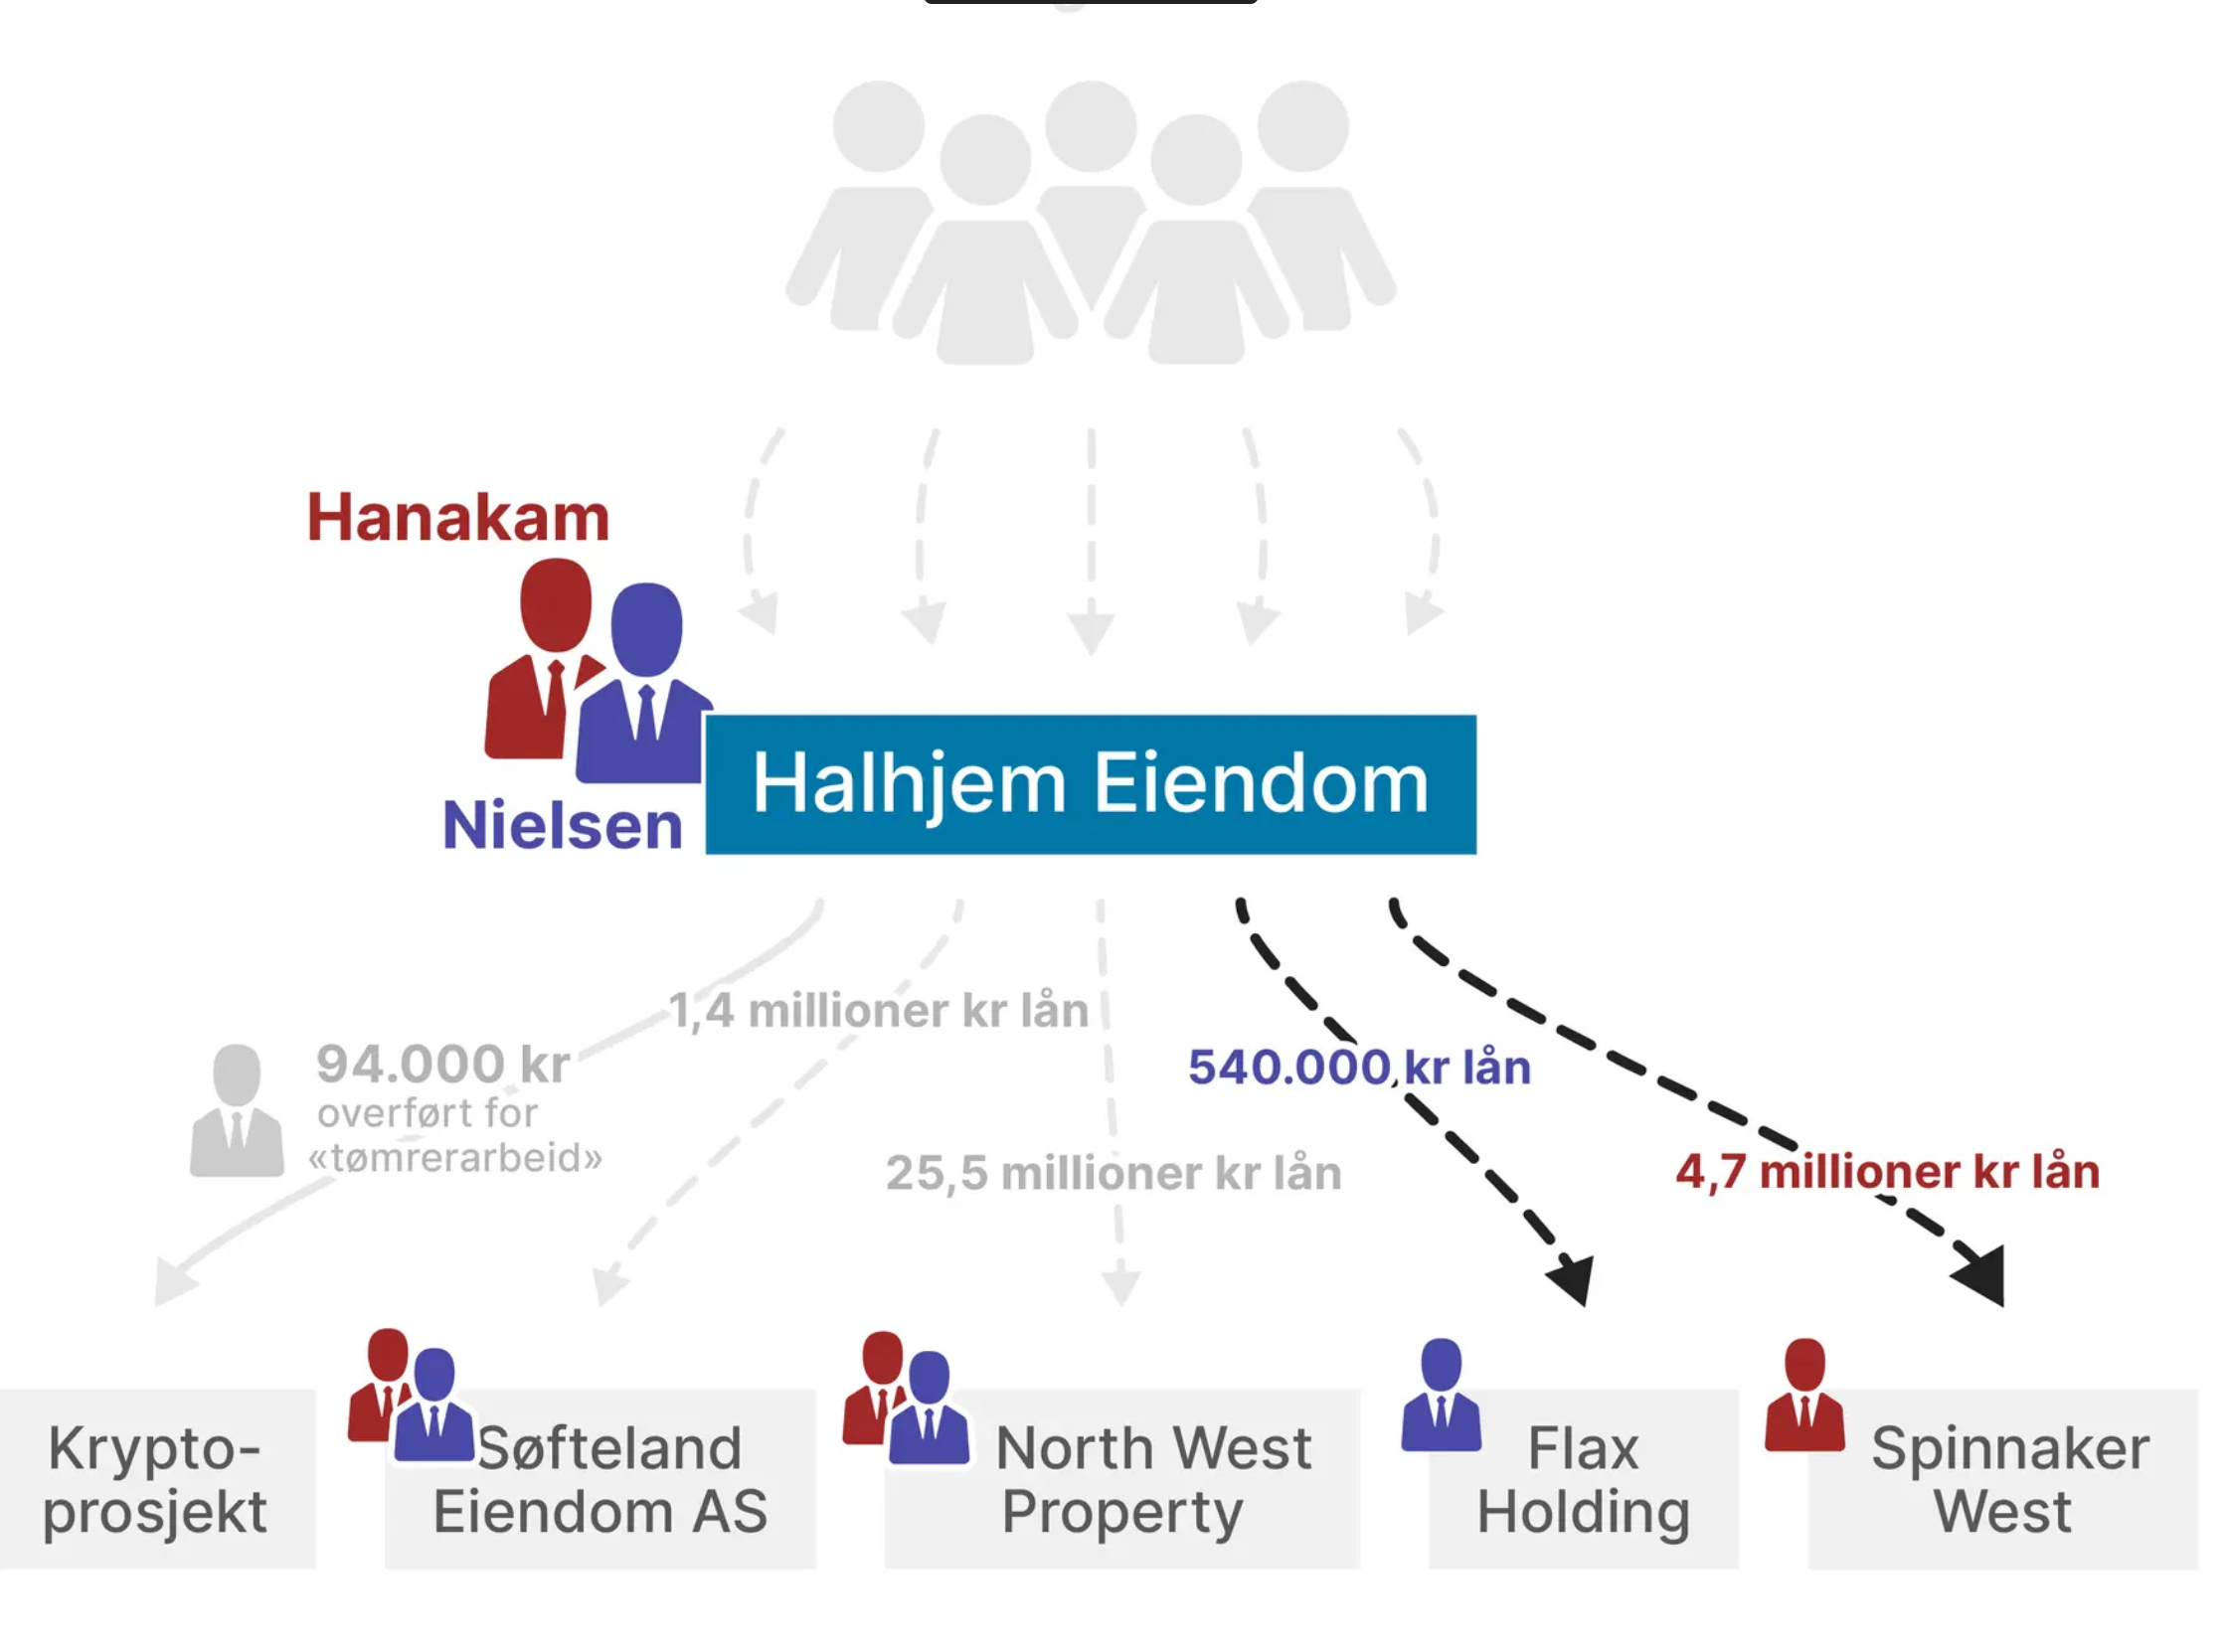 Hanakam
Nielsen
Halhjem Eiendom
1,4 millioner kr lån
94.000 kr
overført for
«tømrerarbeid»
540.000 kr lån
25,5 millioner kr lån
4,7 millioner kr lån
Krypto-
prosjekt
Søfteland
Eiendom AS
North West
Property
Flax
Holding
Spinnaker
West